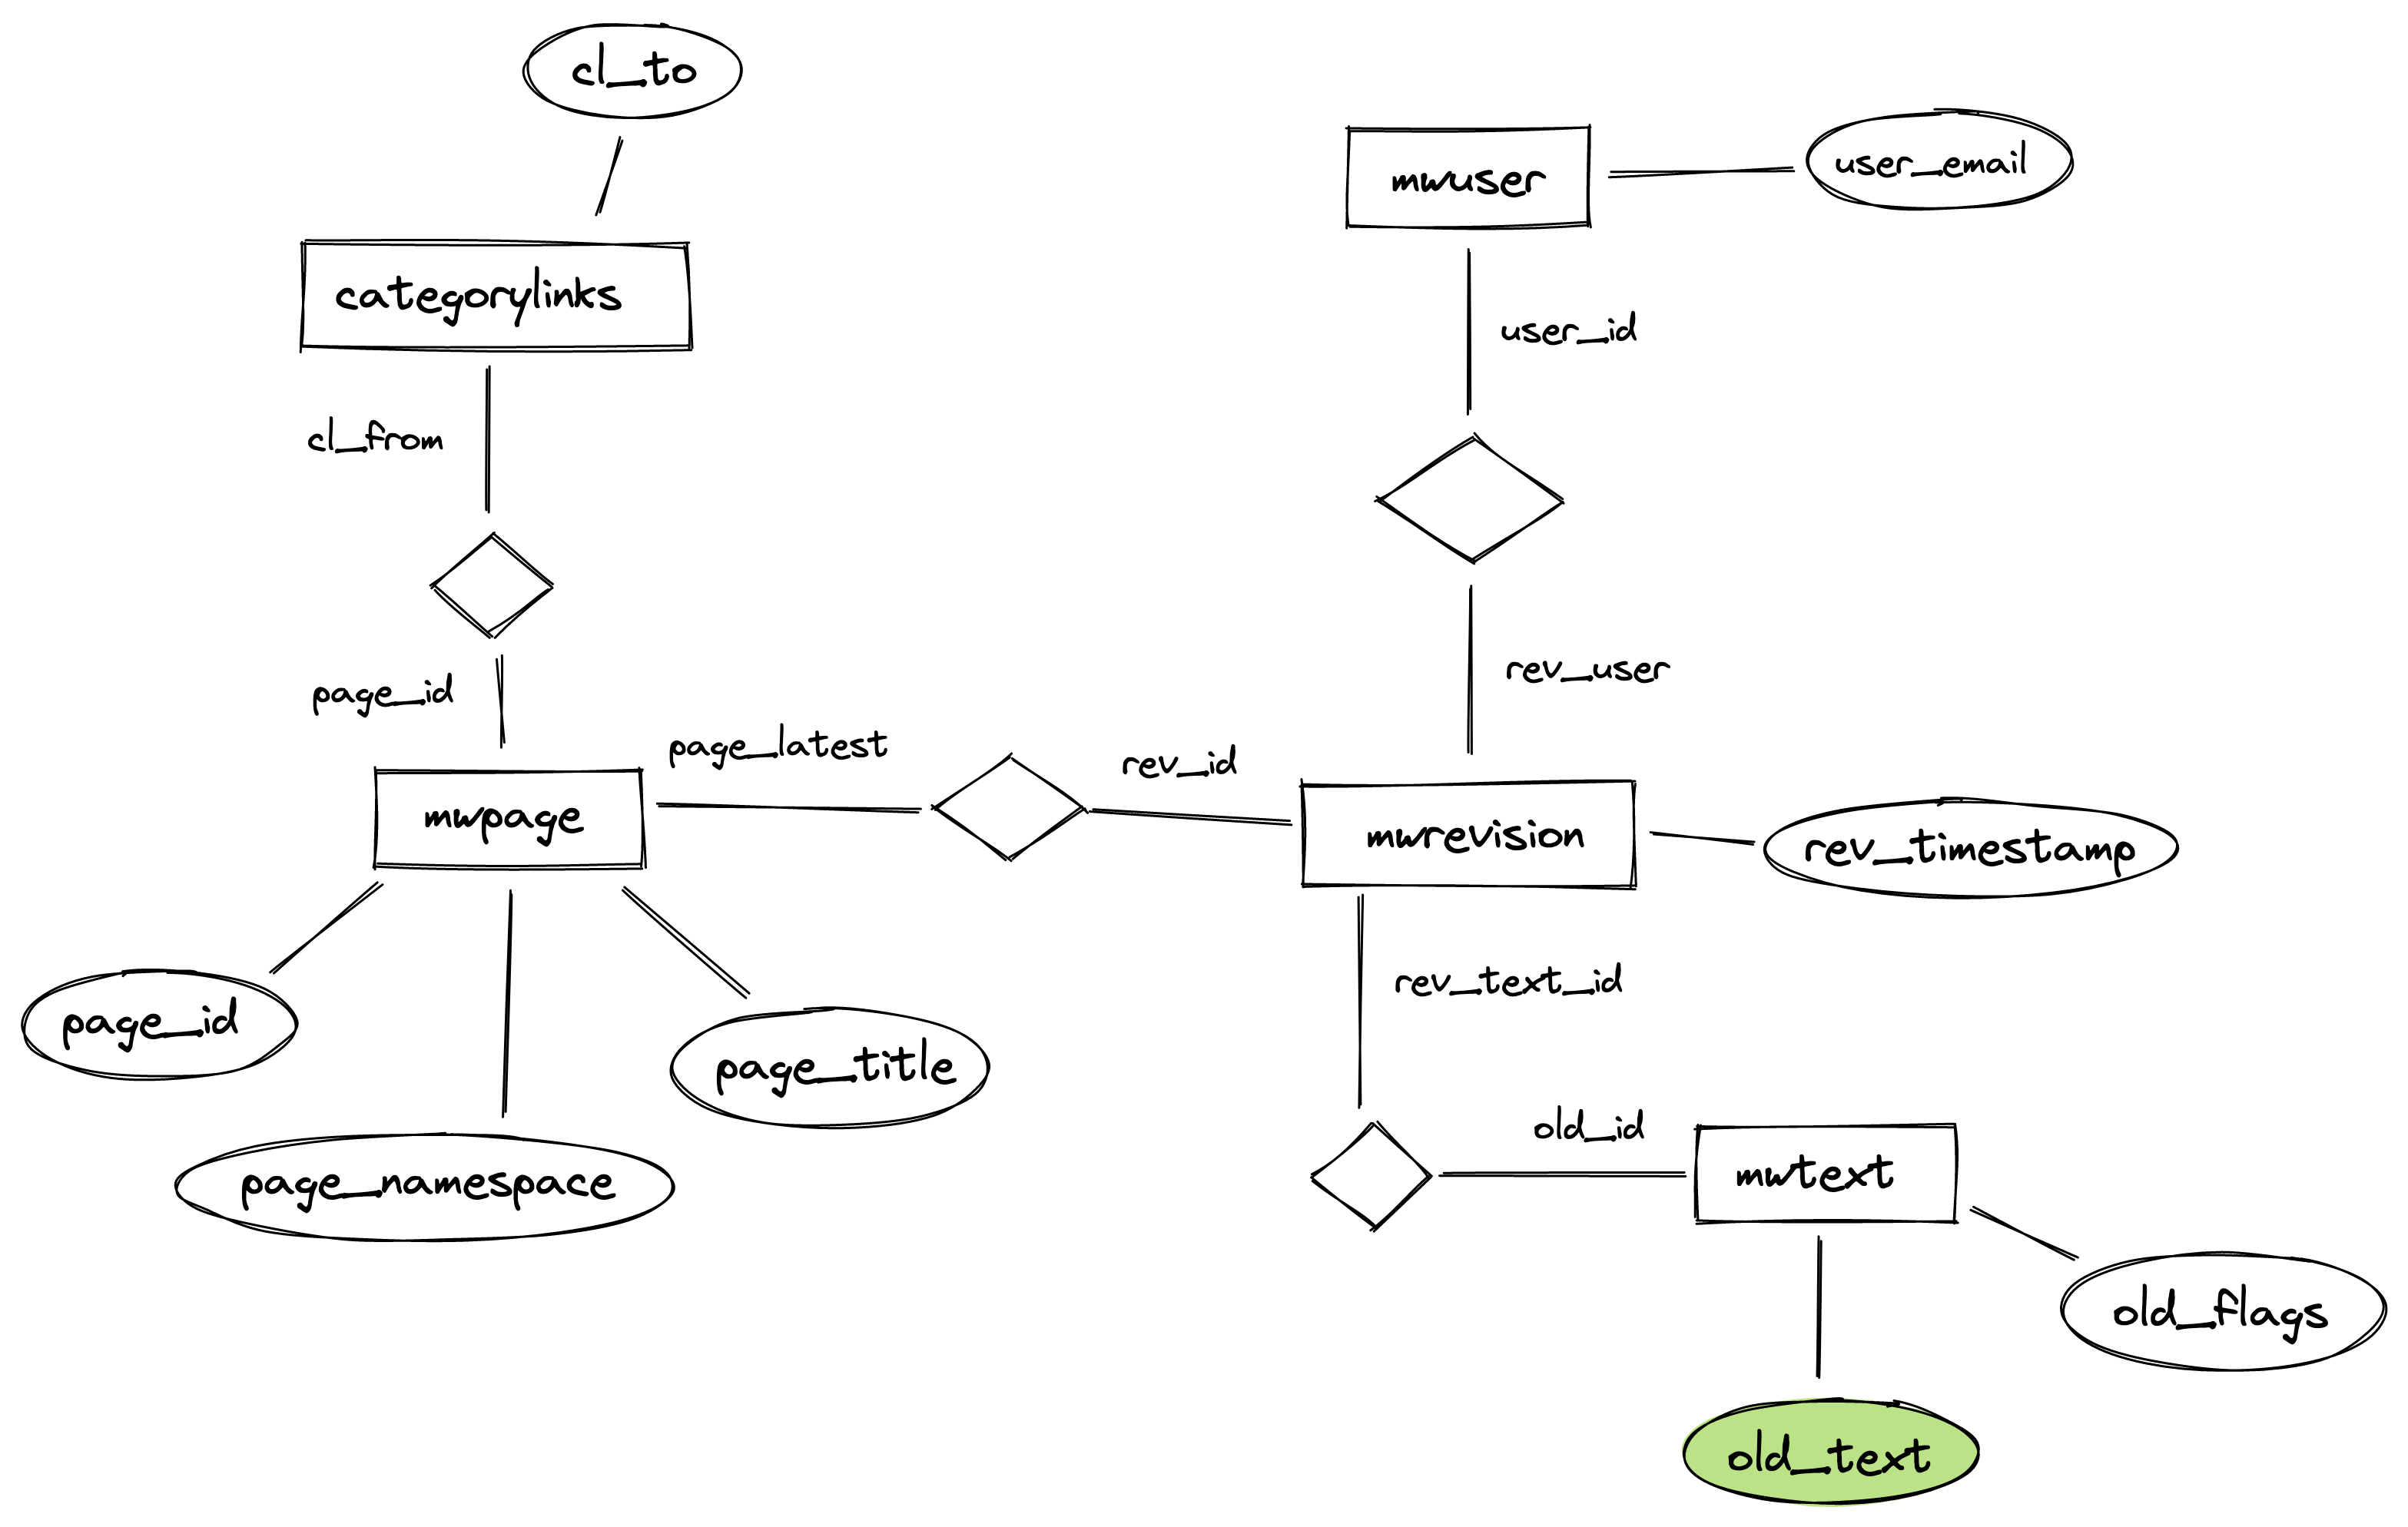 cl_to
mwuser
user_email
categorylinks
user_id
cl_from
page_id
rev_user
page_latest
rev_id
mwpage
mwrevision
rev_timestamp
rev_text_id
page_id
page_title
old_id
mwtext
page_namespace
old_flags
old_text